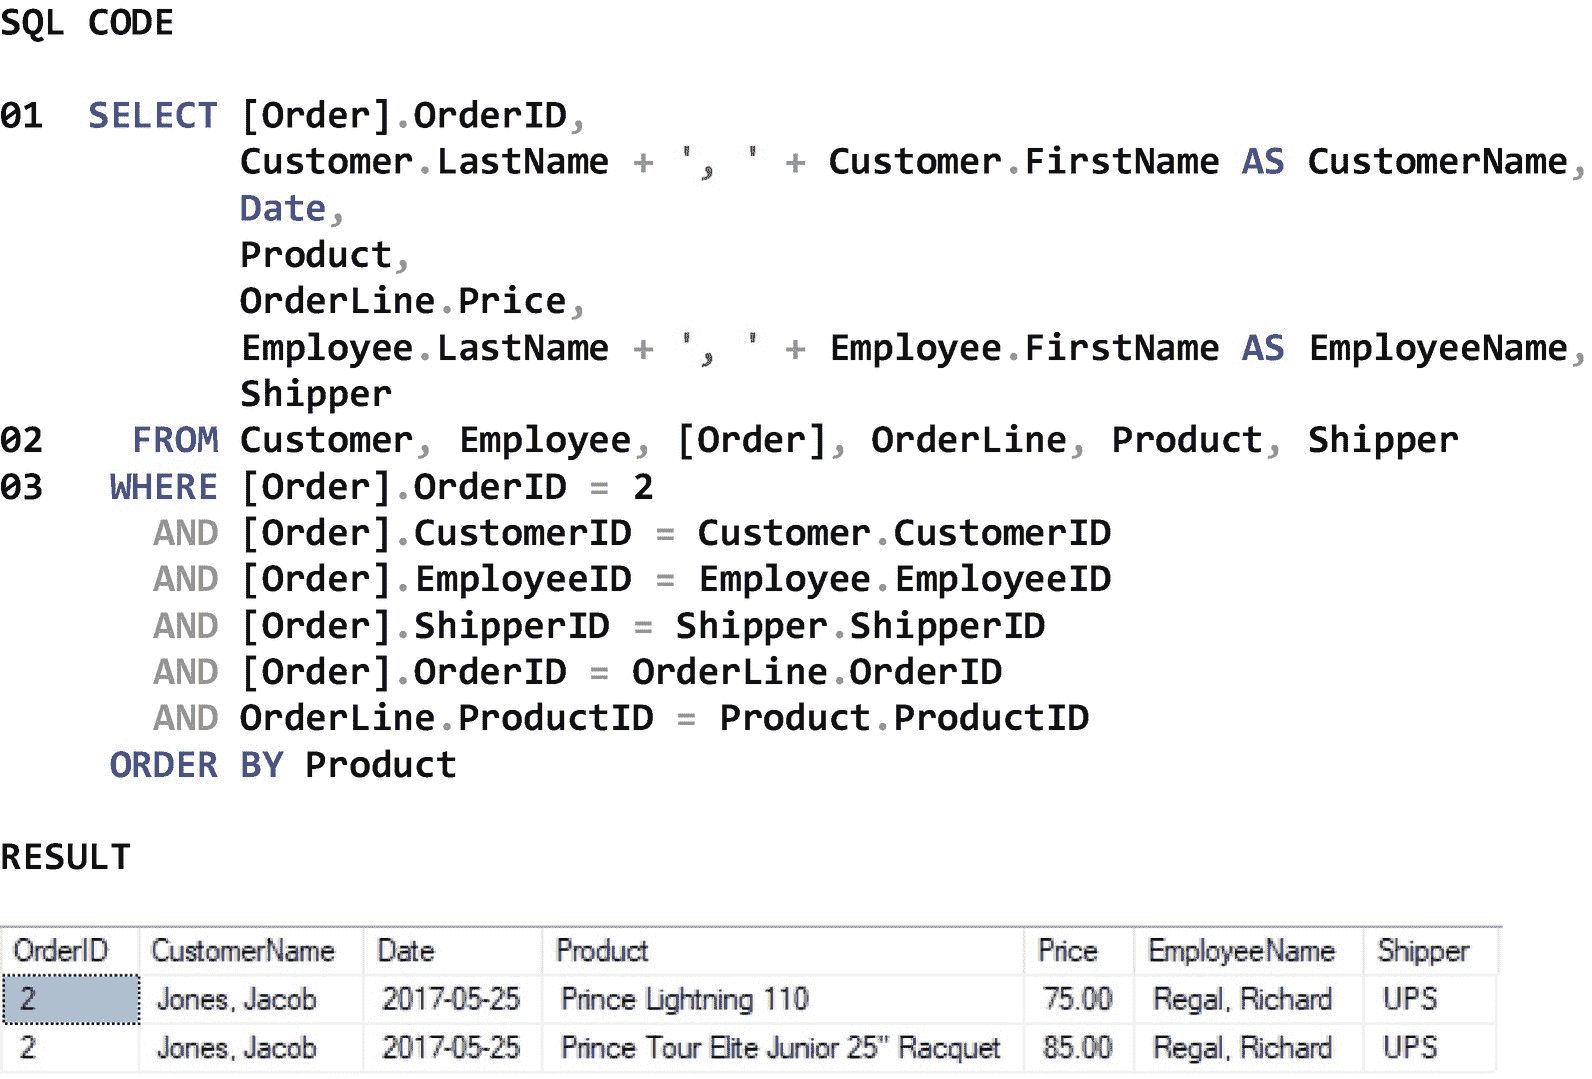 SQL CODE
01 SELECT [Order].OrderID,
Customer.LastName + ', ' + Customer.FirstName AS CustomerName,
Date,
Product,
OrderLine.Price,
Employee.LastName + ', ' + Employee.FirstName AS EmployeeName,
Shipper
02 FROM Customer, Employee, [Order], OrderLine, Product, Shipper
03 WHERE [Order].OrderID = 2
AND [Order].CustomerID = Customer.CustomerID
AND [Order].EmployeeID = Employee.EmployeeID
AND [Order].ShipperID = Shipper.ShipperID
AND [Order].OrderID = OrderLine.OrderID
AND OrderLine.ProductID = Product.ProductID
ORDER BY Product
RESULT
OrderID CustomerName Date Product Price EmployeeName Shipper
2 Jones, Jacob 2017-05-25 Prince Lightning 110 75.00 Regal, Richard UPS
2 Jones, Jacob 2017-05-25 Prince Tour Elite Junior 25" Racquet 85.00 Regal, Richard UPS